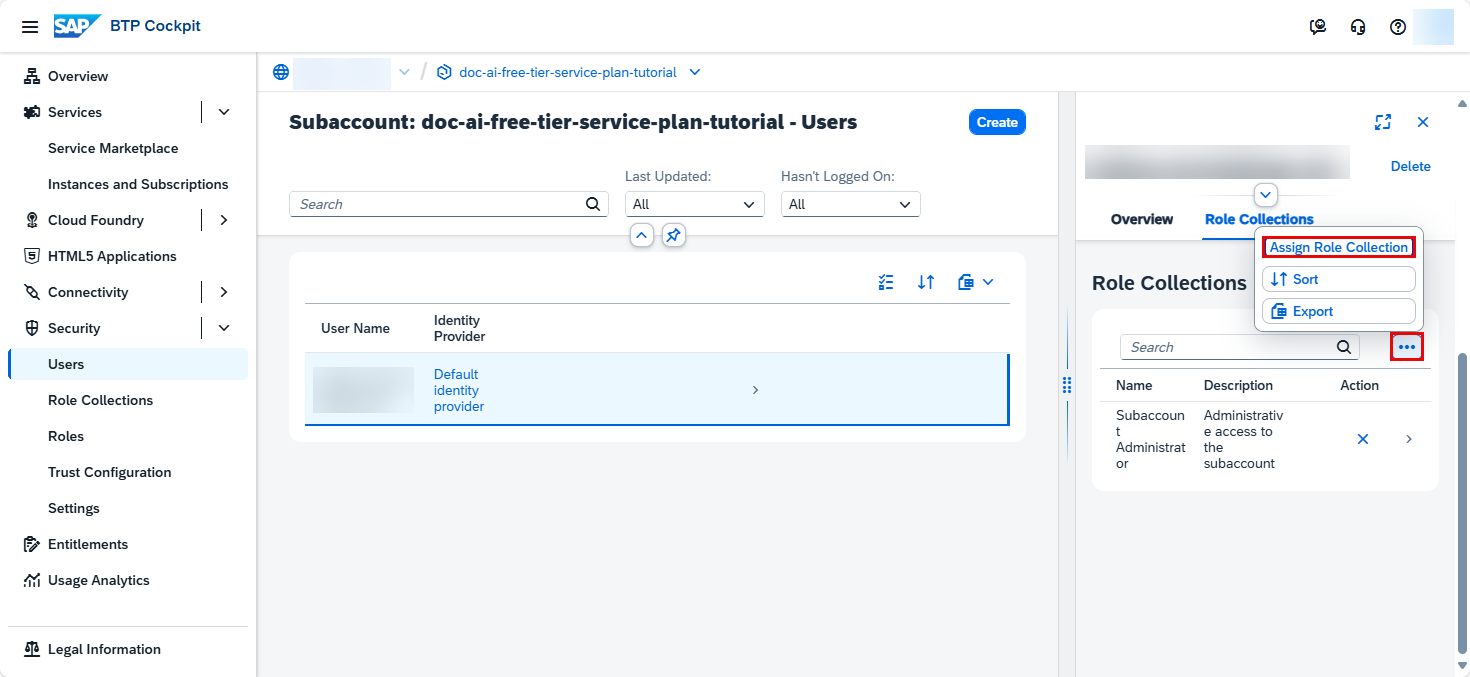 SAP BTP Cockpit
Overview
Services
Service Marketplace
Instances and Subscriptions
Cloud Foundry
HTML5 Applications
Connectivity
Security
Users
Role Collections
Roles
Trust Configuration
Settings
Entitlements
Usage Analytics
Legal Information
/ doc-ai-free-tier-service-plan-tutorial
Subaccount: doc-ai-free-tier-service-plan-tutorial - Users
Create
Last Updated:
Hasn't Logged On:
Search
All
All
User Name
Identity
Provider
Default
identity
provider
Delete
Overview
Role Collections
Assign Role Collection
Sort
Export
Role Collections
Search
Name
Description
Action
Subaccoun
t
Administrat
or
Administrativ
e access to
the
subaccount